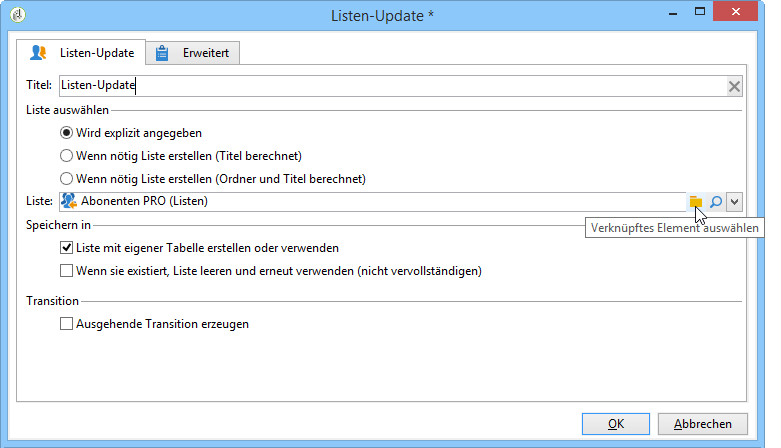 Listen-Update *
Listen-Update
Erweitert
Titel: Listen-Update
Liste auswählen
Wird explizit angegeben
Wenn nötig Liste erstellen (Titel berechnet)
Wenn nötig Liste erstellen (Ordner und Titel berechnet)
Liste: Abonenten PRO (Listen)
Verknüpftes Element auswählen
Speichern in
Liste mit eigener Tabelle erstellen oder verwenden
Wenn sie existiert, Liste leeren und erneut verwenden (nicht vervollständigen)
Transition
Ausgehende Transition erzeugen
OK
Abbrechen